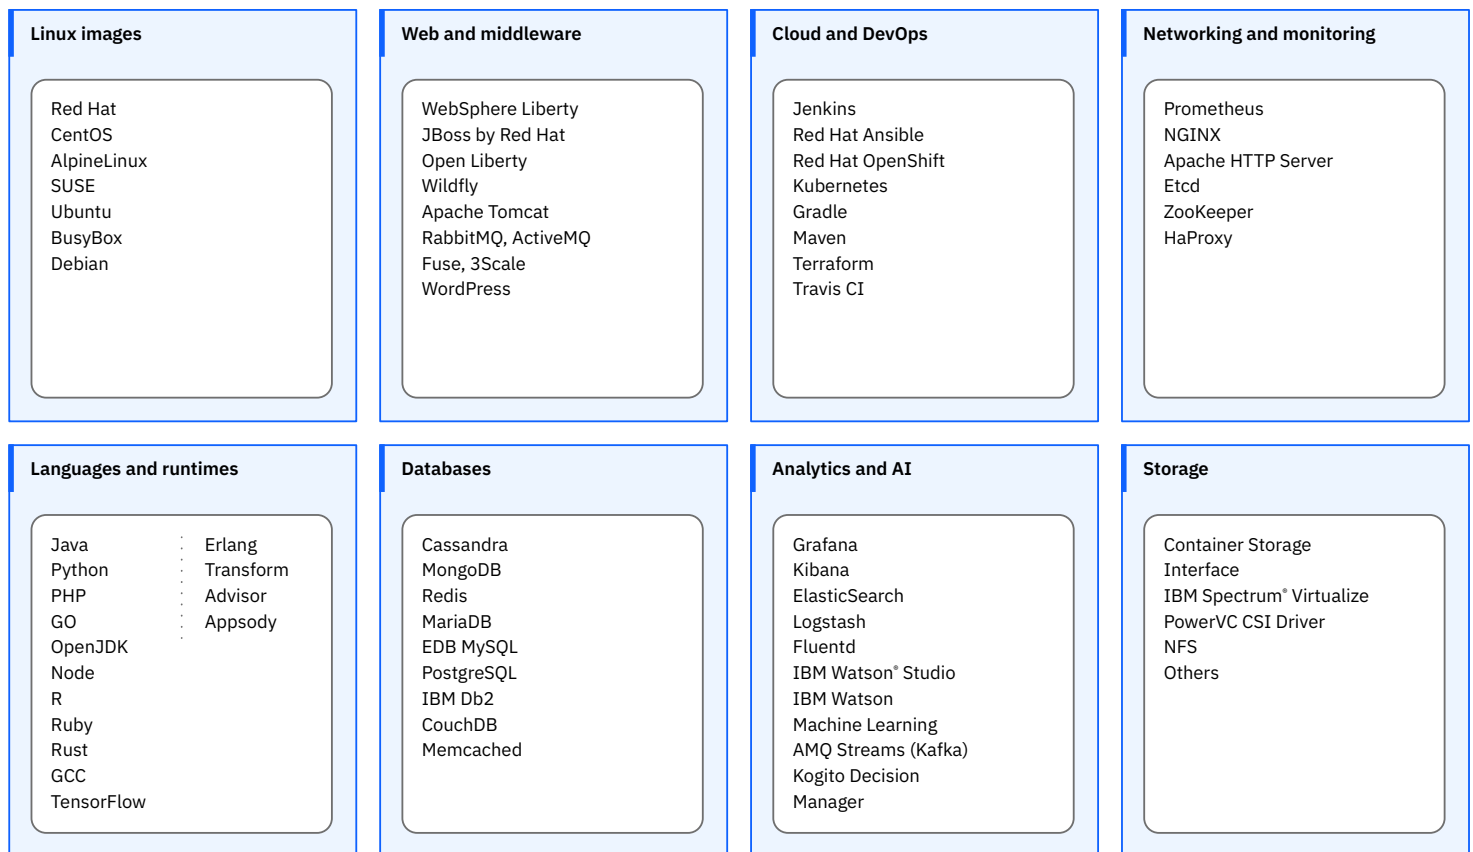 Linux images
Red Hat
CentOS
AlpineLinux
SUSE
Ubuntu
BusyBox
Debian
Web and middleware
WebSphere Liberty
JBoss by Red Hat
Open Liberty
Wildfly
Apache Tomcat
RabbitMQ, ActiveMQ
Fuse, 3Scale
WordPress
Cloud and DevOps
Jenkins
Red Hat Ansible
Red Hat OpenShift
Kubernetes
Gradle
Maven
Terraform
Travis CI
Networking and monitoring
Prometheus
NGINX
Apache HTTP Server
Etcd
ZooKeeper
HaProxy
Languages and runtimes
Java
Python
PHP
GO
OpenJDK
Node
R
Ruby
Rust
GCC
TensorFlow
Erlang
Transform
Advisor
Appsody
Databases
Cassandra
MongoDB
Redis
MariaDB
EDB MySQL
PostgreSQL
IBM Db2
CouchDB
Memcached
Analytics and AI
Grafana
Kibana
ElasticSearch
Logstash
Fluentd
IBM Watson® Studio
IBM Watson
Machine Learning
AMQ Streams (Kafka)
Kogito Decision
Manager
Storage
Container Storage
Interface
IBM Spectrum® Virtualize
PowerVC CSI Driver
NFS
Others